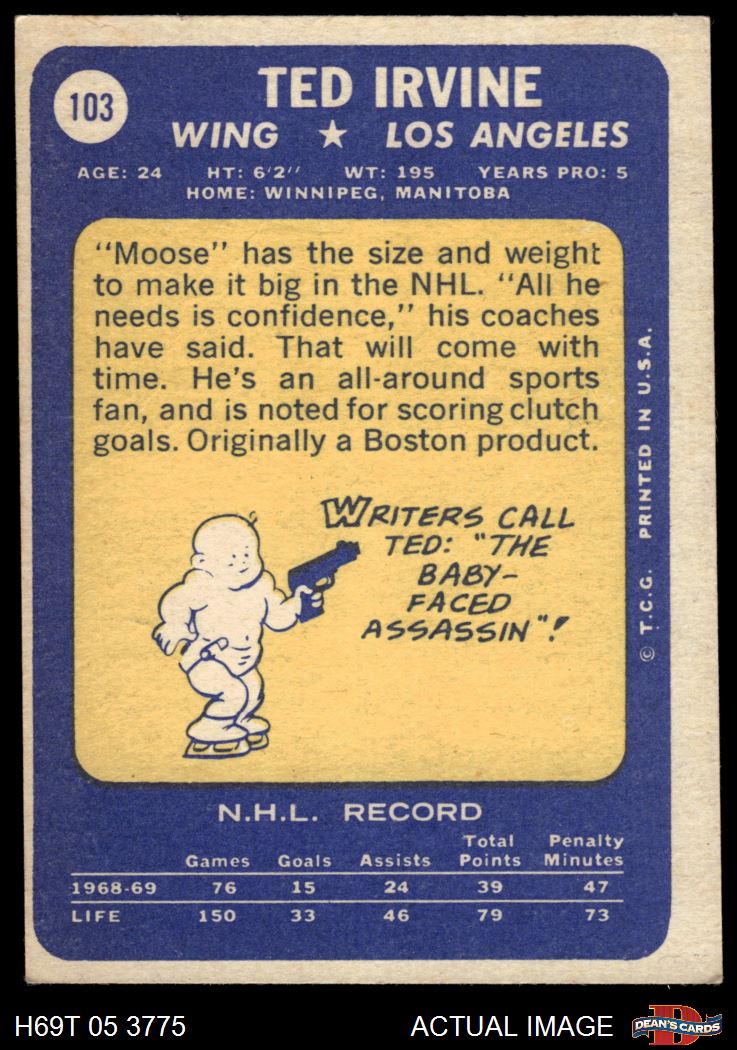 103
TED IRVINE
WING ★ LOS ANGELES
AGE: 24 HT: 6'2'' WT: 195 YEARS PRO: 5
HOME: WINNIPEG, MANITOBA
''Moose'' has the size and weight
to make it big in the NHL. ''All he
needs is confidence,'' his coaches
have said. That will come with
time. He's an all-around sports
fan, and is noted for scoring clutch
goals. Originally a Boston product.
WRITERS CALL
TED: "THE
BABY-
FACED
ASSASSIN"!
© T.C.G. PRINTED IN U.S.A.
N.H.L. RECORD
Games Goals Assists Total Points Penalty Minutes
1968-69 76 15 24 39 47
LIFE 150 33 46 79 73
H69T 05 3775 ACTUAL IMAGE D DEAN'S CARDS